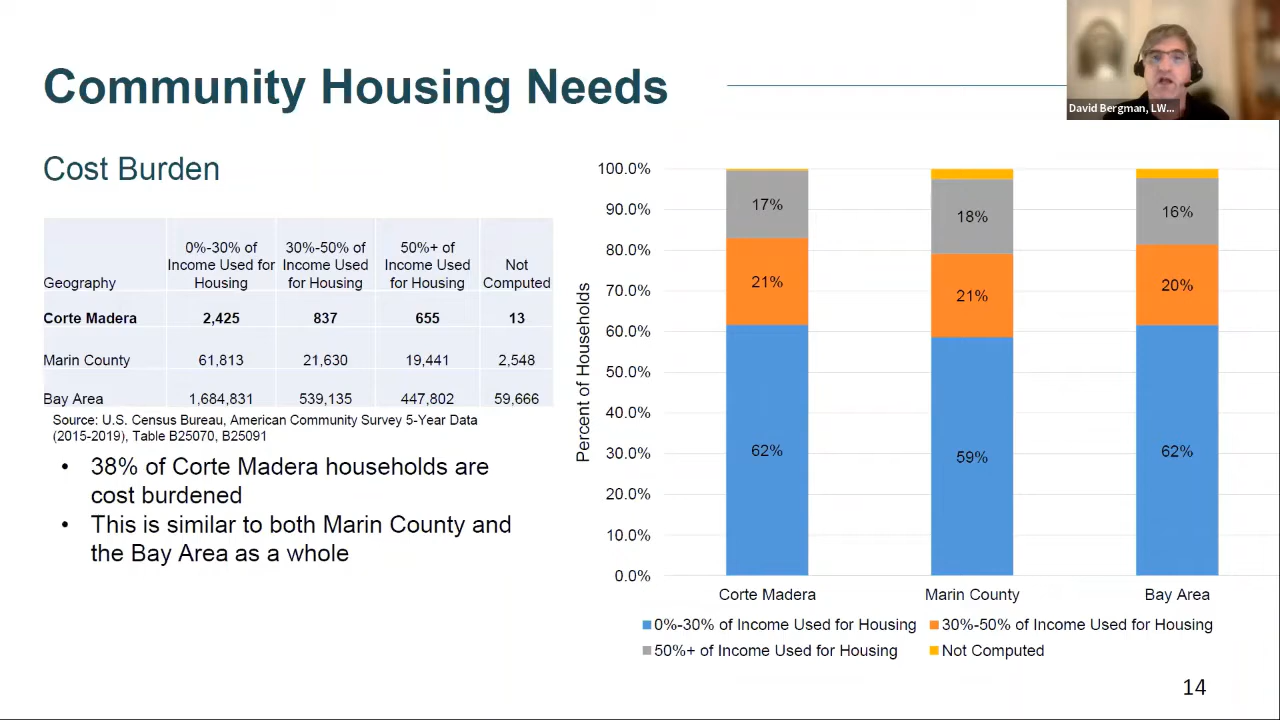 Community Housing Needs
David Bergman, LW...
Cost Burden
Geography
0%-30% of
Income Used for
Housing
30%-50% of
Income Used
for Housing
50%+ of
Income Used
for Housing
Not
Computed
Corte Madera 2,425 837 655 13
Marin County 61,813 21,630 19,441 2,548
Bay Area 1,684,831 539,135 447,802 59,666
Source: U.S. Census Bureau, American Community Survey 5-Year Data
(2015-2019), Table B25070, B25091
• 38% of Corte Madera households are
cost burdened
• This is similar to both Marin County and
the Bay Area as a whole
Percent of Households
100.0%
90.0%
80.0%
70.0%
60.0%
50.0%
40.0%
30.0%
20.0%
10.0%
0.0%
17%
21%
62%
18%
21%
59%
16%
20%
62%
Corte Madera Marin County Bay Area
0%-30% of Income Used for Housing 30%-50% of Income Used for Housing
50%+ of Income Used for Housing Not Computed
14